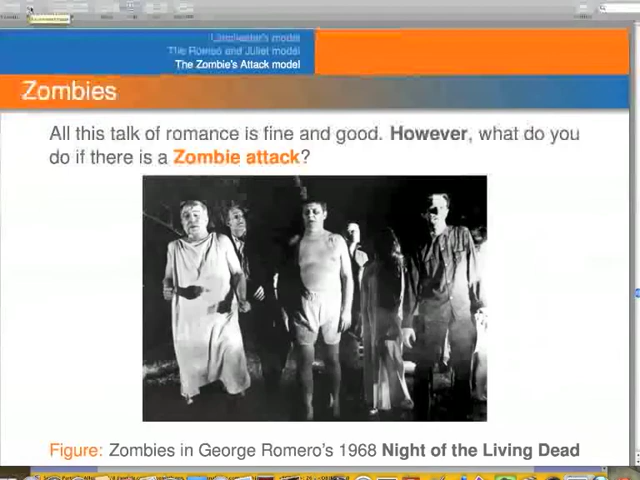 Lanchester's model
The Romeo and Juliet model
The Zombie's Attack model
Zombies
All this talk of romance is fine and good. However, what do you
do if there is a Zombie attack?
Figure: Zombies in George Romero's 1968 Night of the Living Dead